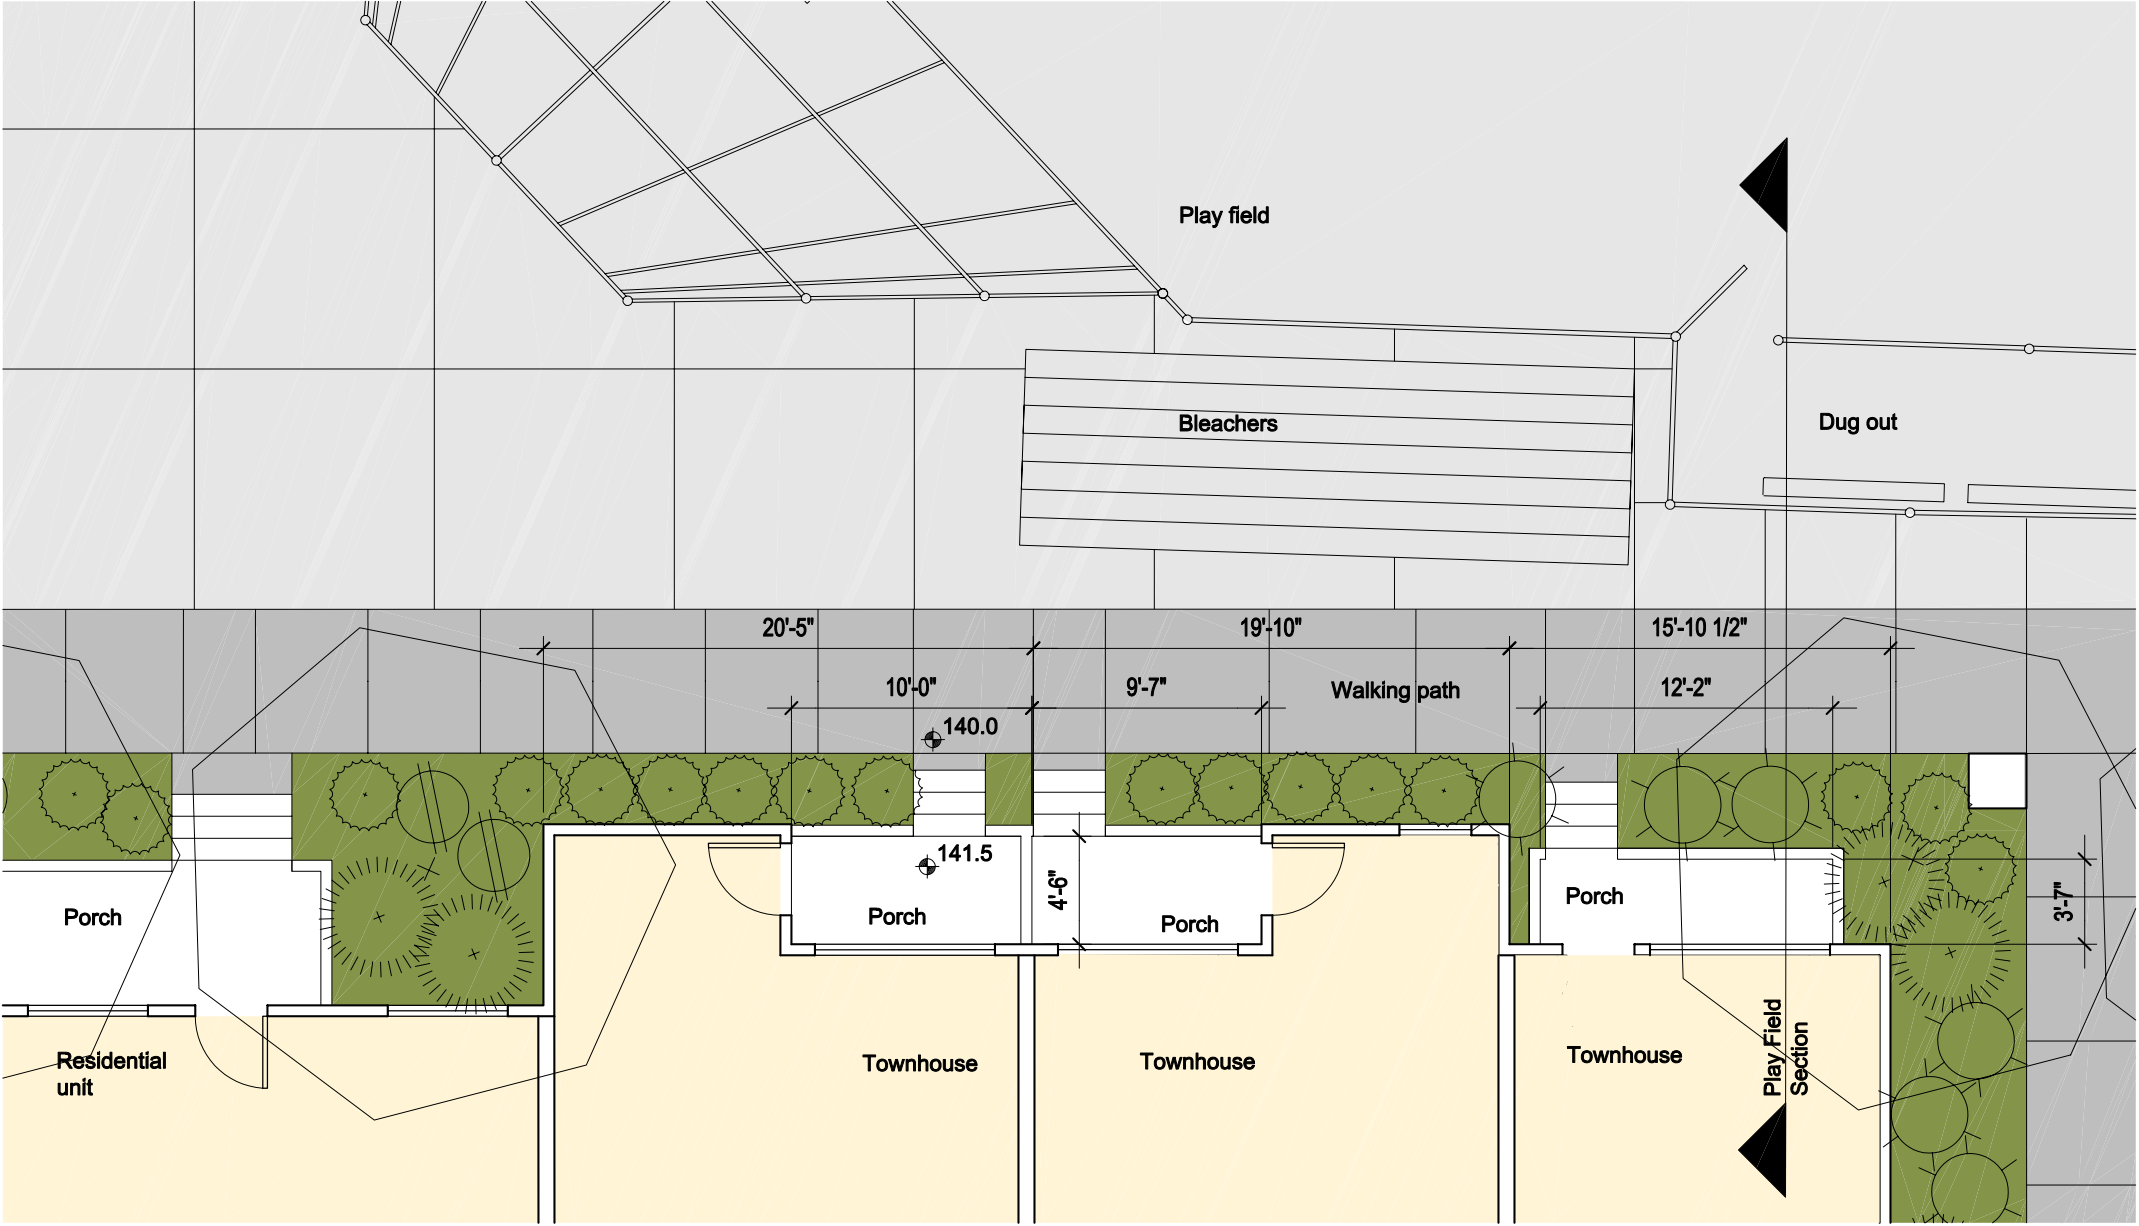 Play field
Bleachers
Dug out
20'-5"
19'-10"
15'-10 1/2"
10'-0"
9'-7"
Walking path
12'-2"
140.0
141.5
4'-6"
3'-7"
Porch
Porch
Porch
Porch
Residential
unit
Townhouse
Townhouse
Townhouse
Play Field
Section